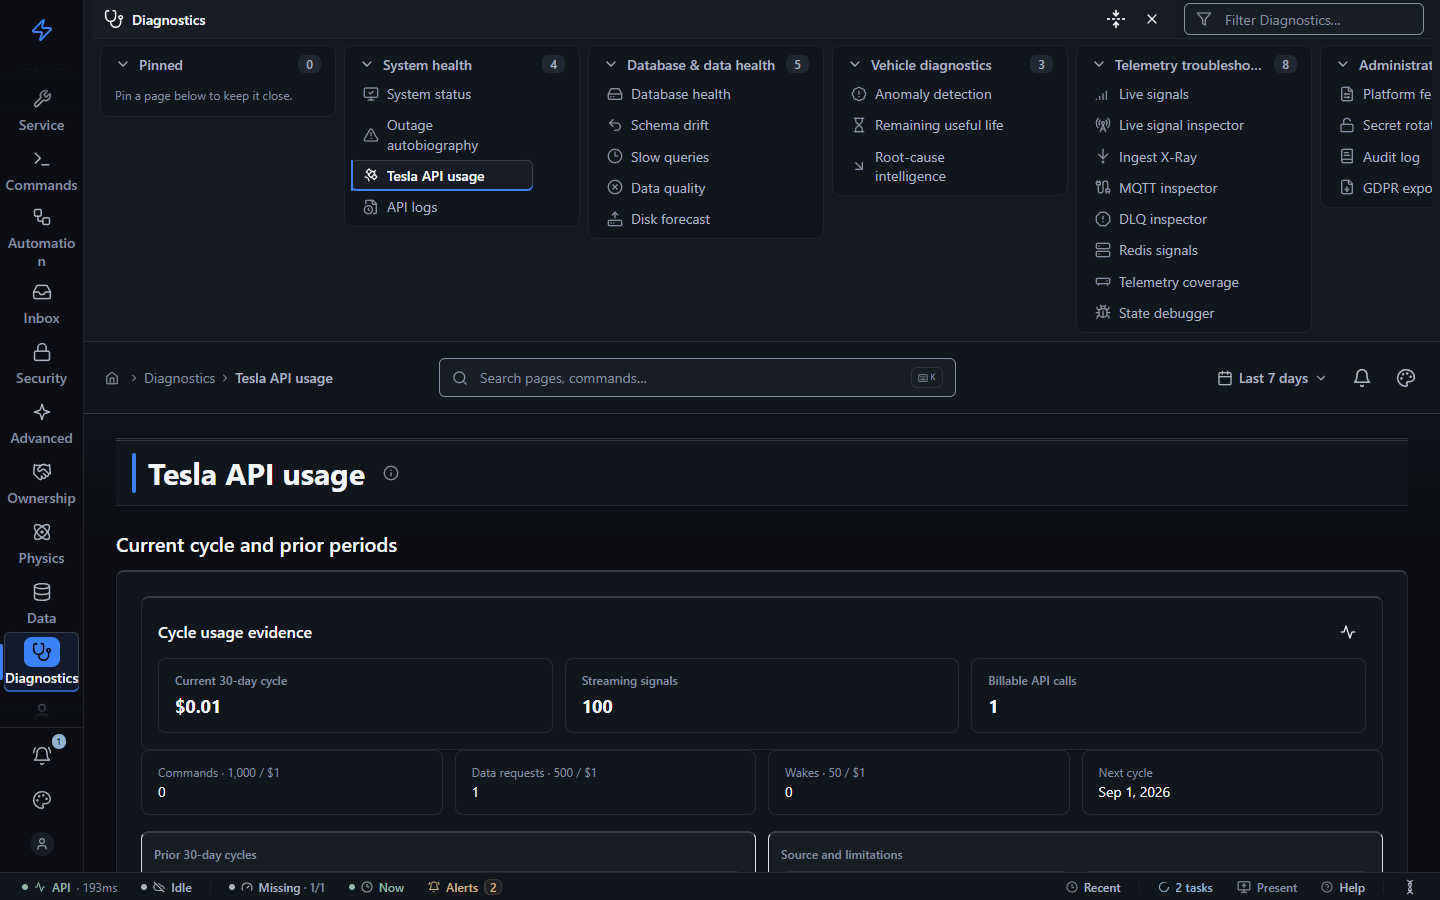 Diagnostics
Filter Diagnostics...
Pinned 0
Pin a page below to keep it close.
System health 4
System status
Outage
autobiography
Tesla API usage
API logs
Database & data health 5
Database health
Schema drift
Slow queries
Data quality
Disk forecast
Vehicle diagnostics 3
Anomaly detection
Remaining useful life
Root-cause
intelligence
Telemetry troublesho... 8
Live signals
Live signal inspector
Ingest X-Ray
MQTT inspector
DLQ inspector
Redis signals
Telemetry coverage
State debugger
Administrat
Platform fe
Secret rotat
Audit log
GDPR expo
Service
Commands
Automatio
n
Inbox
Security
Advanced
Ownership
Physics
Data
Diagnostics
1
Diagnostics
Tesla API usage
Search pages, commands...
K
Last 7 days
Tesla API usage
Current cycle and prior periods
Cycle usage evidence
Current 30-day cycle
$0.01
Streaming signals
100
Billable API calls
1
Commands · 1,000 / $1
0
Data requests · 500 / $1
1
Wakes · 50 / $1
0
Next cycle
Sep 1, 2026
Prior 30-day cycles
Source and limitations
API · 193ms
Idle
Missing · 1/1
Now
Alerts 2
Recent
2 tasks
Present
Help